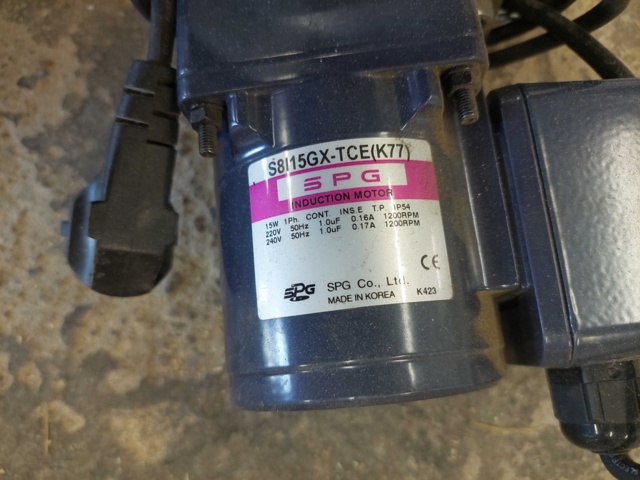 S8I15GX-TCE(K77)
SPG
INDUCTION MOTOR
15W 1Ph. CONT. INS.E T.P. IP54
220V 50Hz 1.0uF 0.16A 1200RPM
240V 50Hz 1.0uF 0.17A 1200RPM
CE
SPG SPG Co., Ltd.
MADE IN KOREA K423